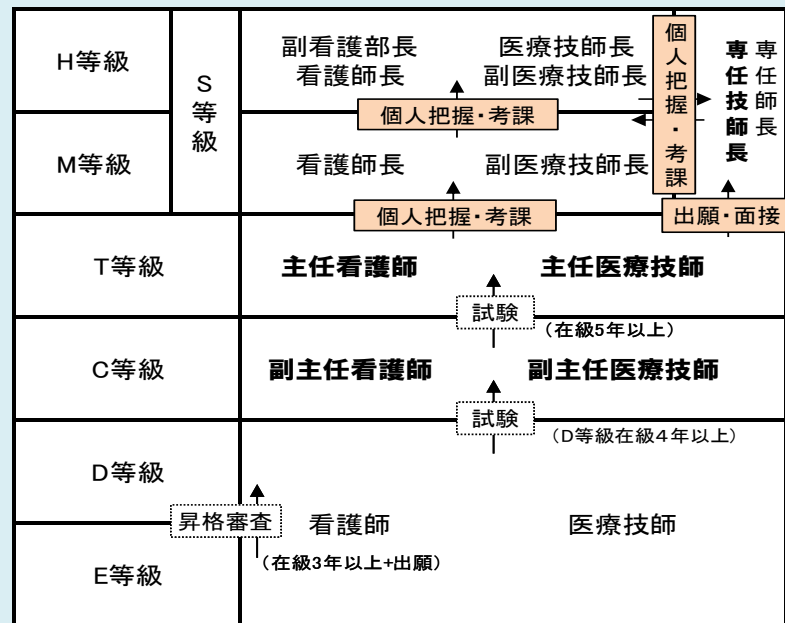 H等級
S等級
副看護部長
看護師長
医療技師長
副医療技師長
個人把握・考課
専任師長
専任技師長
個人把握・考課
M等級
看護師長
副医療技師長
個人把握・考課
出願・面接
T等級
主任看護師
主任医療技師
試験
(在級5年以上)
C等級
副主任看護師
副主任医療技師
試験
(D等級在級4年以上)
D等級
昇格審査
看護師
医療技師
(在級3年以上+出願)
E等級